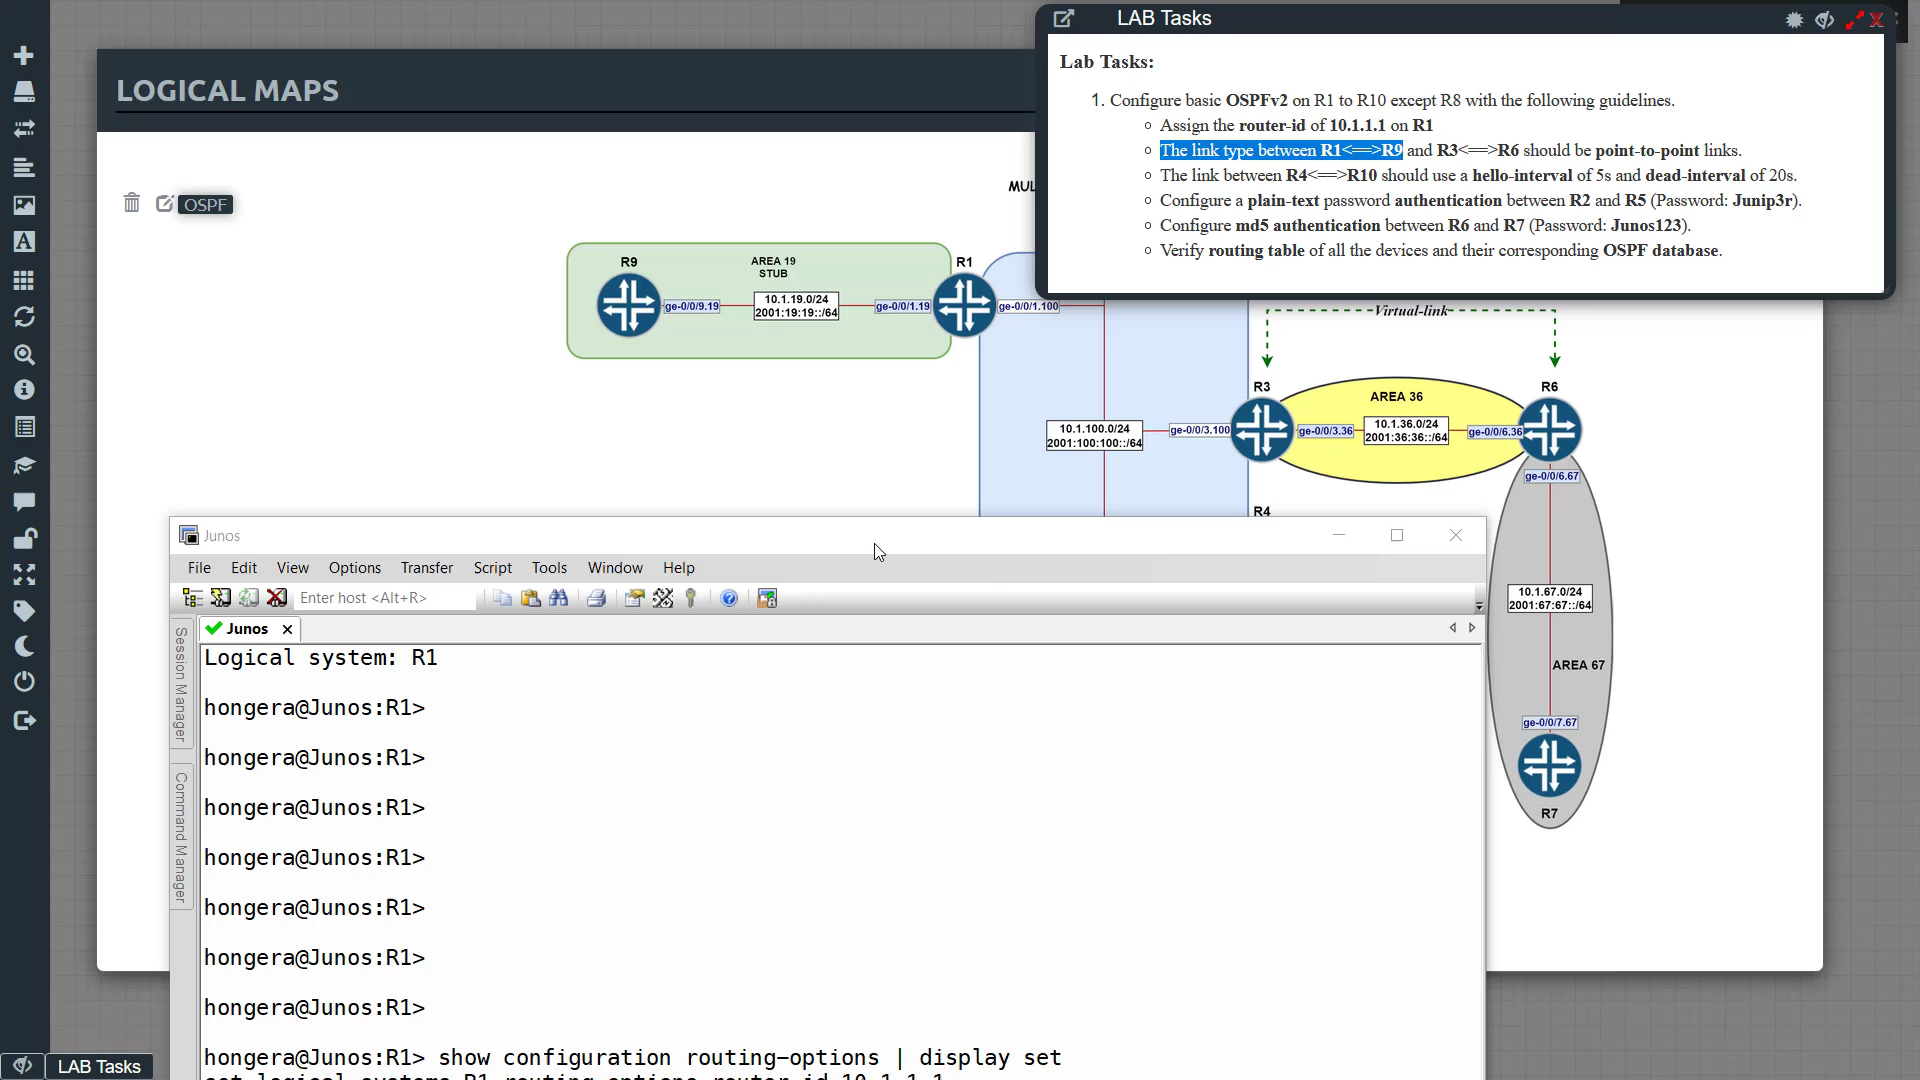 LAB Tasks
Lab Tasks:
1. Configure basic OSPFv2 on R1 to R10 except R8 with the following guidelines.
Assign the router-id of 10.1.1.1 on R1
The link type between R1<==>R9 and R3<==>R6 should be point-to-point links.
The link between R4<==>R10 should use a hello-interval of 5s and dead-interval of 20s.
Configure a plain-text password authentication between R2 and R5 (Password: Junip3r).
Configure md5 authentication between R6 and R7 (Password: Junos123).
Verify routing table of all the devices and their corresponding OSPF database.
LOGICAL MAPS
OSPF
R9
AREA 19
STUB
R1
ge-0/0/9.19
10.1.19.0/24
2001:19:19::/64
ge-0/0/1.19
ge-0/0/1.100
Virtual-link
R3
AREA 36
R6
10.1.100.0/24
2001:100:100::/64
ge-0/0/3.100
ge-0/0/3.36
10.1.36.0/24
2001:36:36::/64
ge-0/0/6.36
ge-0/0/6.67
R4
10.1.67.0/24
2001:67:67::/64
AREA 67
ge-0/0/7.67
R7
Junos
File Edit View Options Transfer Script Tools Window Help
Enter host <Alt+R>
Junos
Session Manager
Command Manager
Logical system: R1
hongera@Junos:R1>
hongera@Junos:R1>
hongera@Junos:R1>
hongera@Junos:R1>
hongera@Junos:R1>
hongera@Junos:R1>
hongera@Junos:R1>
hongera@Junos:R1> show configuration routing-options | display set
LAB Tasks